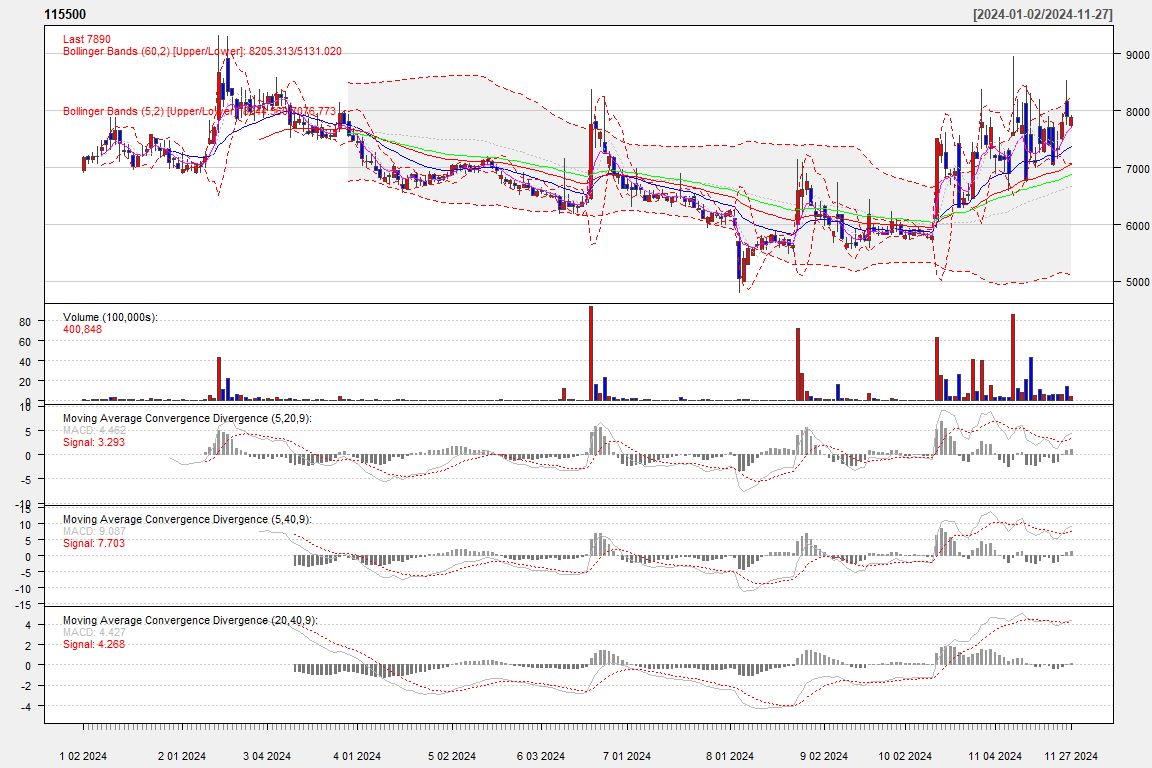 115500
[2024-01-02/2024-11-27]
Last 7890
Bollinger Bands (60,2) [Upper/Lower]: 8205.313/5131.020
Bollinger Bands (5,2) [Upper/Lower]:
9000
8000
7000
6000
5000
Volume (100,000s):
400,848
80
60
40
20
0
Moving Average Convergence Divergence (5,20,9):
MACD: 4.462
Signal: 3.293
10
5
0
-5
-10
Moving Average Convergence Divergence (5,40,9):
MACD: 9.087
Signal: 7.703
15
10
5
0
-5
-10
-15
Moving Average Convergence Divergence (20,40,9):
MACD: 4.427
Signal: 4.268
4
2
0
-2
-4
1 02 2024
2 01 2024
3 04 2024
4 01 2024
5 02 2024
6 03 2024
7 01 2024
8 01 2024
9 02 2024
10 02 2024
11 04 2024
11 27 2024